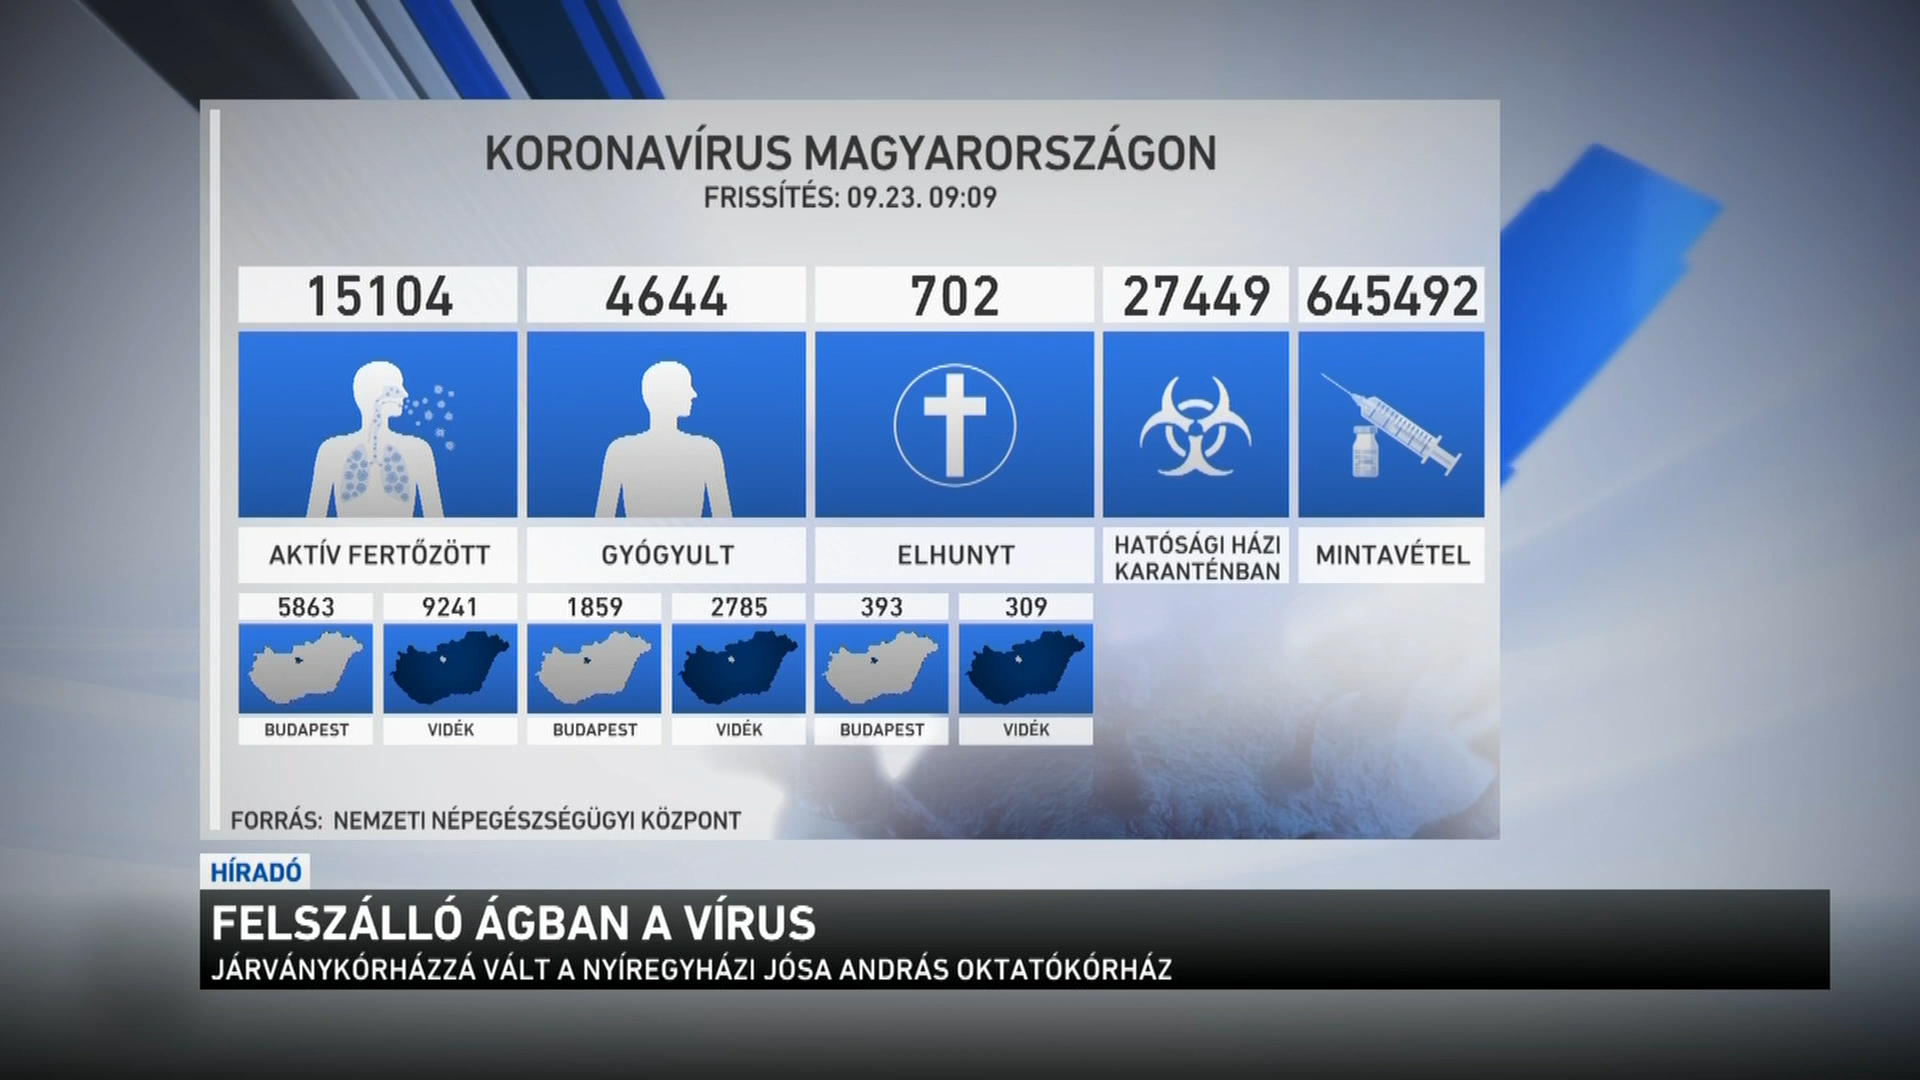 KORONAVÍRUS MAGYARORSZÁGON
FRISSÍTÉS: 09.23. 09:09
15104 4644 702 27449 645492
AKTÍV FERTŐZÖTT GYÓGYULT ELHUNYT HATÓSÁGI HÁZI KARANTÉNBAN MINTAVÉTEL
5863 9241 1859 2785 393 309
BUDAPEST VIDÉK BUDAPEST VIDÉK BUDAPEST VIDÉK
FORRÁS: NEMZETI NÉPEGÉSZSÉGÜGYI KÖZPONT
HÍRADÓ
FELSZÁLLÓ ÁGBAN A VÍRUS
JÁRVÁNYKÓRHÁZZÁ VÁLT A NYÍREGYHÁZI JÓSA ANDRÁS OKTATÓKÓRHÁZ